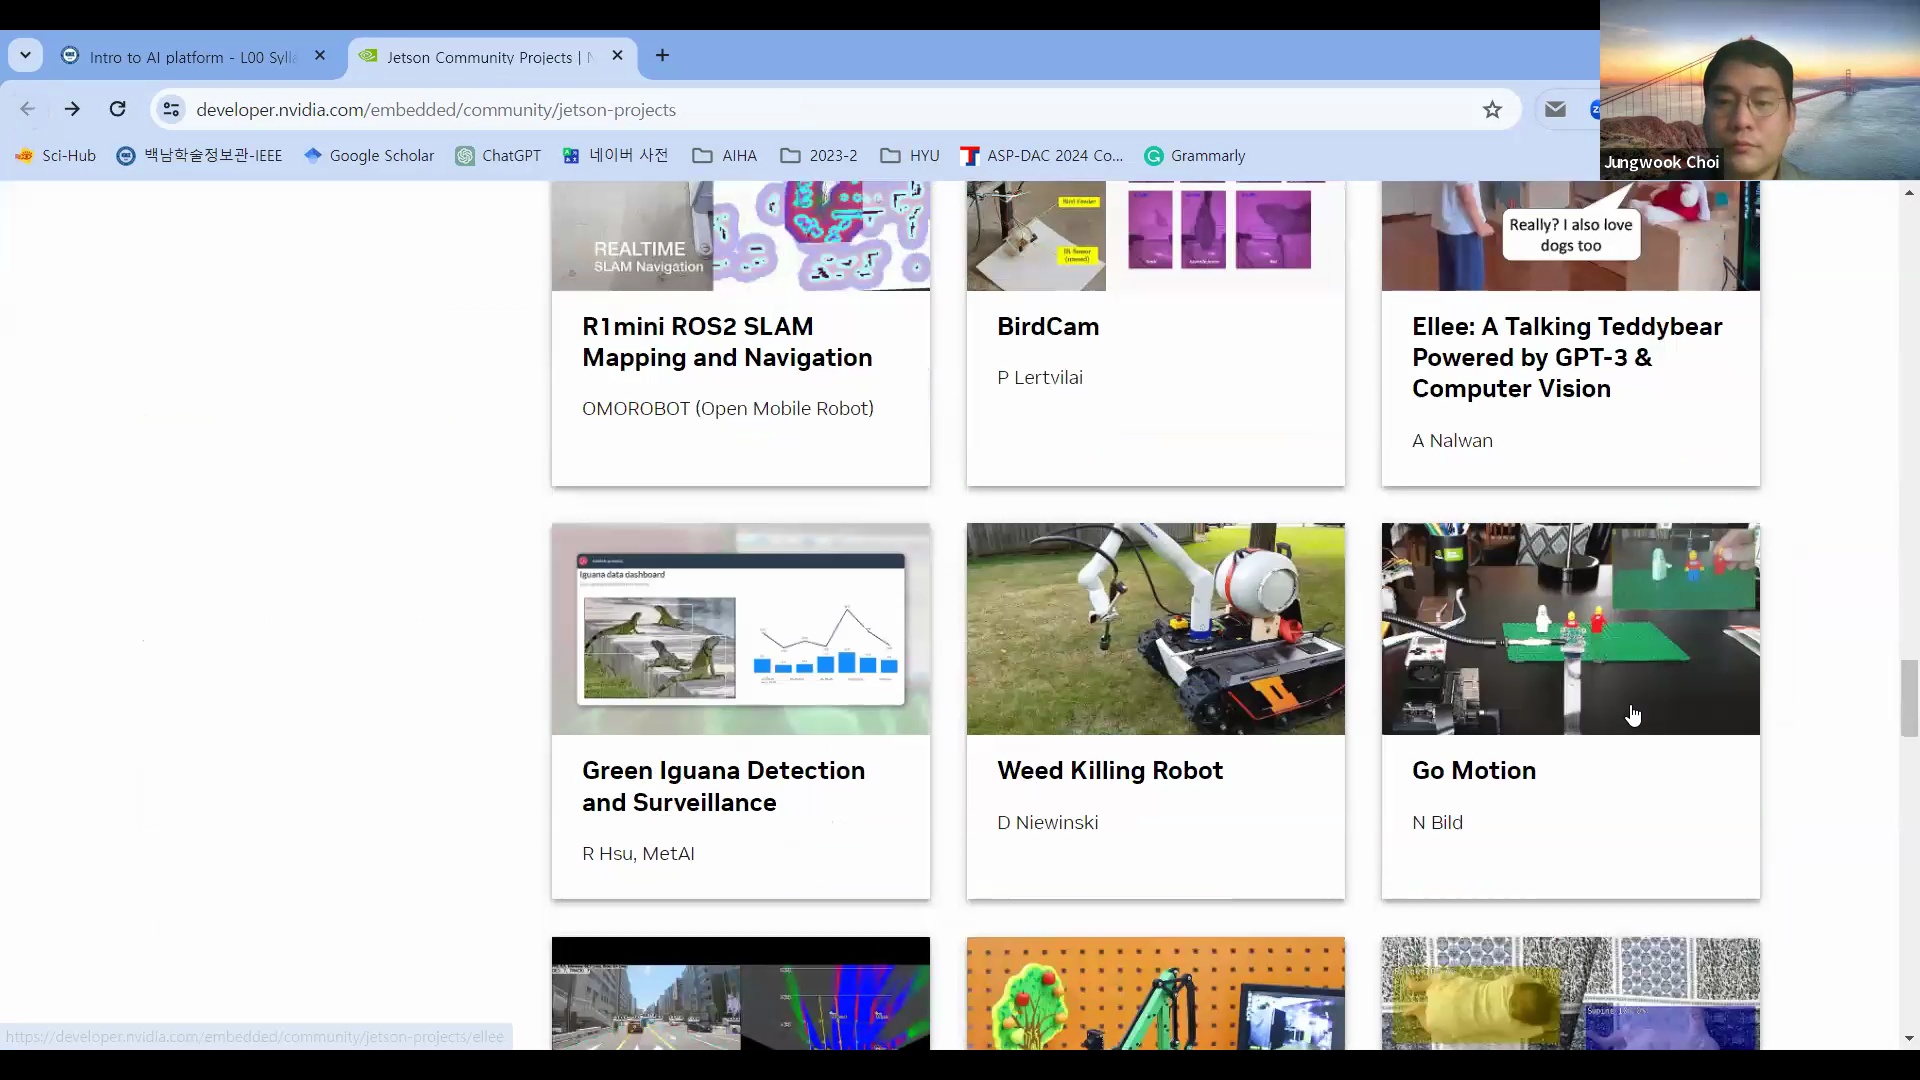 Intro to AI platform - L00 Sylla
Jetson Community Projects | N
developer.nvidia.com/embedded/community/jetson-projects
Sci-Hub
백남학술정보관-IEEE
Google Scholar
ChatGPT
네이버 사전
AIHA
2023-2
HYU
ASP-DAC 2024 Co...
Grammarly
Jungwook Choi
REALTIME
SLAM Navigation
Bird Feeder
Really? I also love
dogs too
R1mini ROS2 SLAM
Mapping and Navigation
OMOROBOT (Open Mobile Robot)
BirdCam
P Lertvilai
Ellee: A Talking Teddybear
Powered by GPT-3 &
Computer Vision
A Nalwan
Iguana data dashboard
Green Iguana Detection
and Surveillance
R Hsu, MetAI
Weed Killing Robot
D Niewinski
Go Motion
N Bild
https://developer.nvidia.com/embedded/community/jetson-projects/ellee